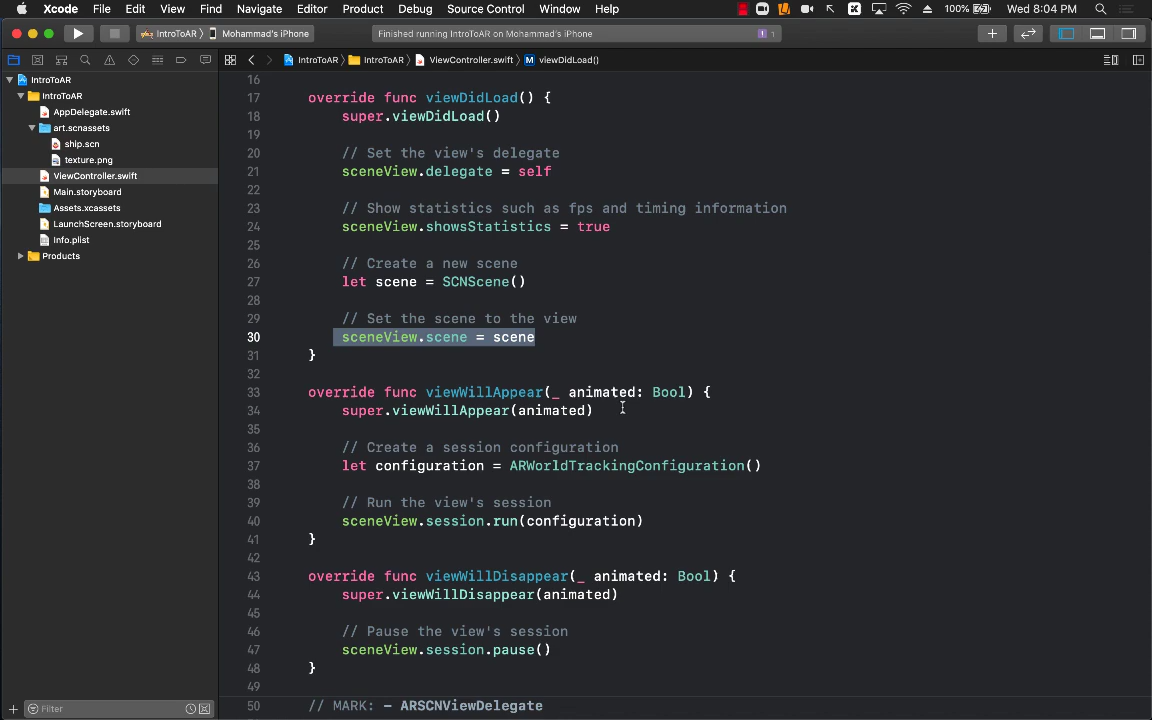 Xcode File Edit View Find Navigate Editor Product Debug Source Control Window Help 100% Wed 8:04 PM
IntroToAR Mohammad's iPhone Finished running IntroToAR on Mohammad's iPhone 1
IntroToAR IntroToAR ViewController.swift M viewDidLoad()
IntroToAR
IntroToAR
AppDelegate.swift
art.scnassets
ship.scn
texture.png
ViewController.swift
Main.storyboard
Assets.xcassets
LaunchScreen.storyboard
Info.plist
Products
Filter
16
17 override func viewDidLoad() {
18 super.viewDidLoad()
19
20 // Set the view's delegate
21 sceneView.delegate = self
22
23 // Show statistics such as fps and timing information
24 sceneView.showsStatistics = true
25
26 // Create a new scene
27 let scene = SCNScene()
28
29 // Set the scene to the view
30 sceneView.scene = scene
31 }
32
33 override func viewWillAppear(_ animated: Bool) {
34 super.viewWillAppear(animated)
35
36 // Create a session configuration
37 let configuration = ARWorldTrackingConfiguration()
38
39 // Run the view's session
40 sceneView.session.run(configuration)
41 }
42
43 override func viewWillDisappear(_ animated: Bool) {
44 super.viewWillDisappear(animated)
45
46 // Pause the view's session
47 sceneView.session.pause()
48 }
49
50 // MARK: - ARSCNViewDelegate